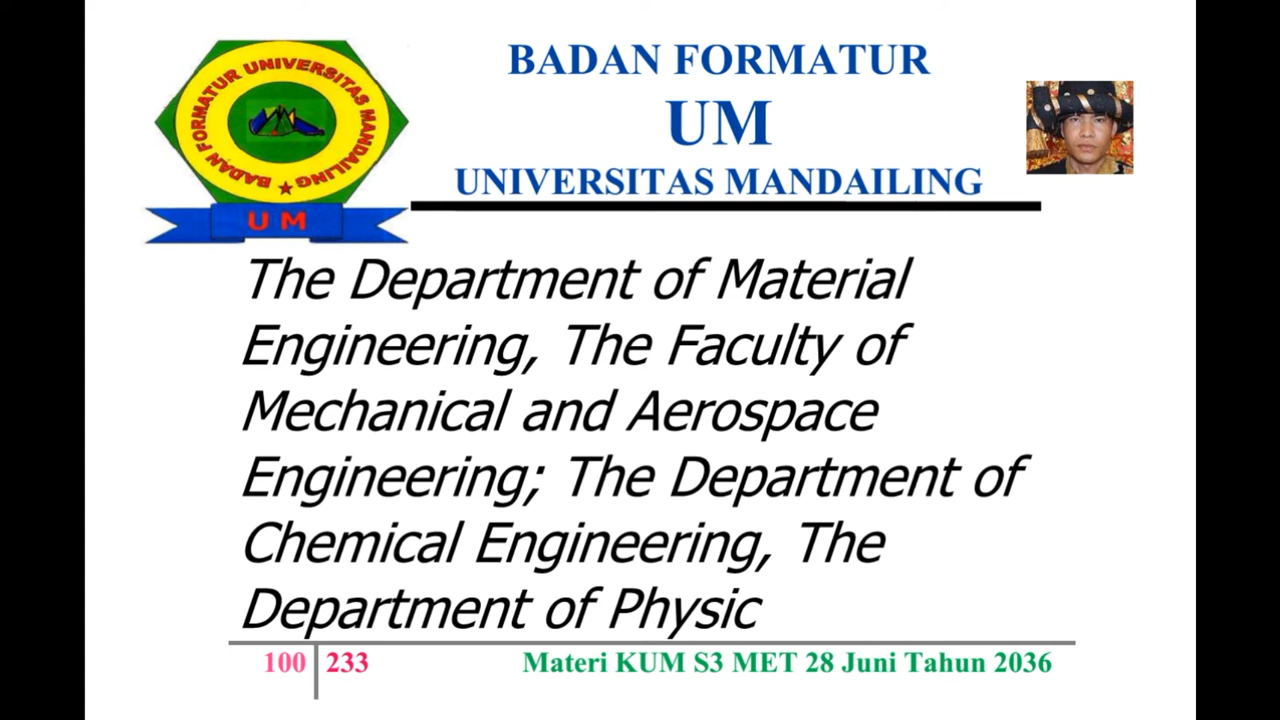 BADAN FORMATUR UNIVERSITAS MANDAILING
U M
BADAN FORMATUR
UM
UNIVERSITAS MANDAILING
The Department of Material
Engineering, The Faculty of
Mechanical and Aerospace
Engineering; The Department of
Chemical Engineering, The
Department of Physic
100 233
Materi KUM S3 MET 28 Juni Tahun 2036